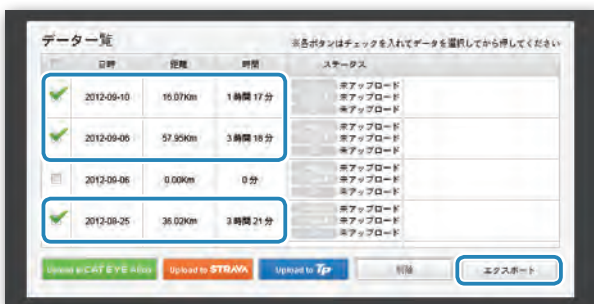 データ一覧
※各ボタンはチェックを入れてデータを選択してから押してください
日時 距離 時間 ステータス
2012-09-10 16.07Km 1時間17分
未アップロード
未アップロード
未アップロード
2012-09-06 57.95Km 3時間18分
未アップロード
未アップロード
未アップロード
2012-09-06 0.00Km 0分
未アップロード
未アップロード
未アップロード
2012-08-25 36.02Km 3時間21分
未アップロード
未アップロード
未アップロード
Upload to CATEYE Atlas Upload to STRAVA Upload to Tp 削除 エクスポート